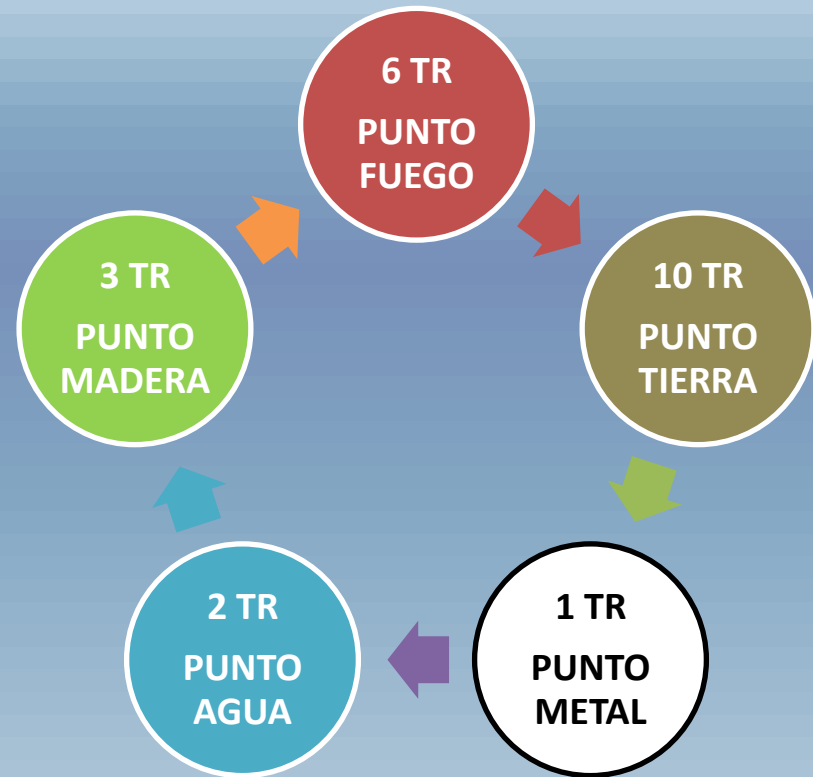 6 TR
PUNTO
FUEGO
10 TR
PUNTO
TIERRA
1 TR
PUNTO
METAL
2 TR
PUNTO
AGUA
3 TR
PUNTO
MADERA